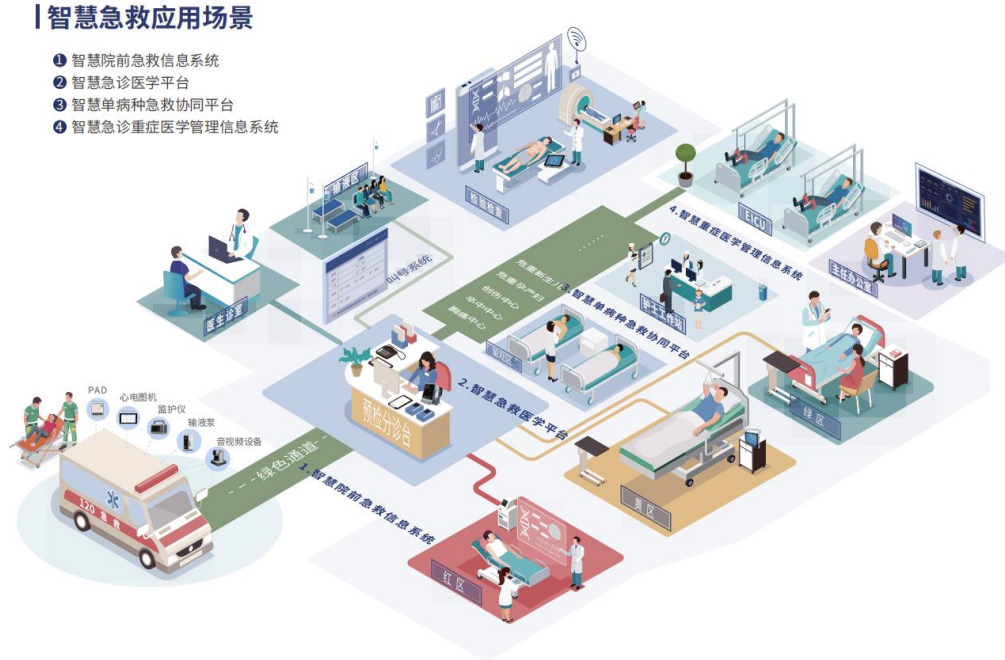 智慧急救应用场景
1 智慧院前急救信息系统
2 智慧急诊医学平台
3 智慧单病种急救协同平台
4 智慧急诊重症医学管理信息系统
检验检查
输液区
叫号系统
医生诊室
EICU
4.智慧重症医学管理信息系统
主任办公室
护士工作站
......
危重新生儿
危重孕产妇
创伤中心
卒中中心
胸痛中心
3.智慧单病种急救协同平台
预检分诊台
2.智慧急救医学平台
绿区
黄区
红区
PAD
心电图机
监护仪
输液泵
音视频设备
绿色通道
1.智慧院前急救信息系统
120 急救